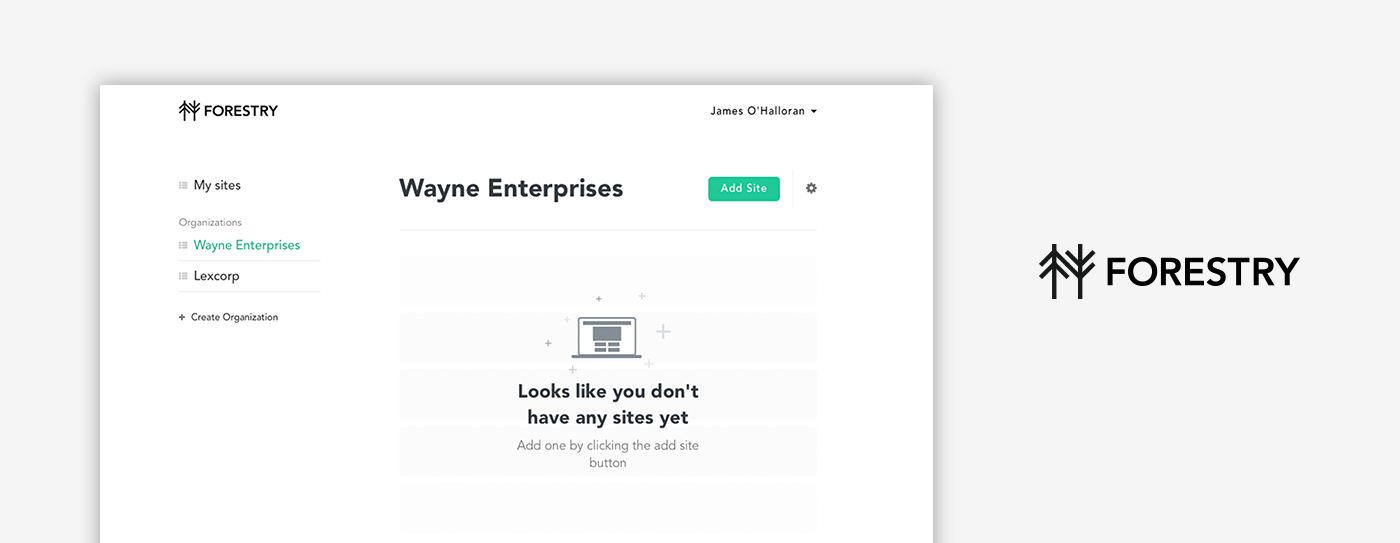 FORESTRY
James O'Halloran
My sites
Organizations
Wayne Enterprises
Lexcorp
+ Create Organization
Wayne Enterprises
Add Site
Looks like you don't
have any sites yet
Add one by clicking the add site
button
FORESTRY